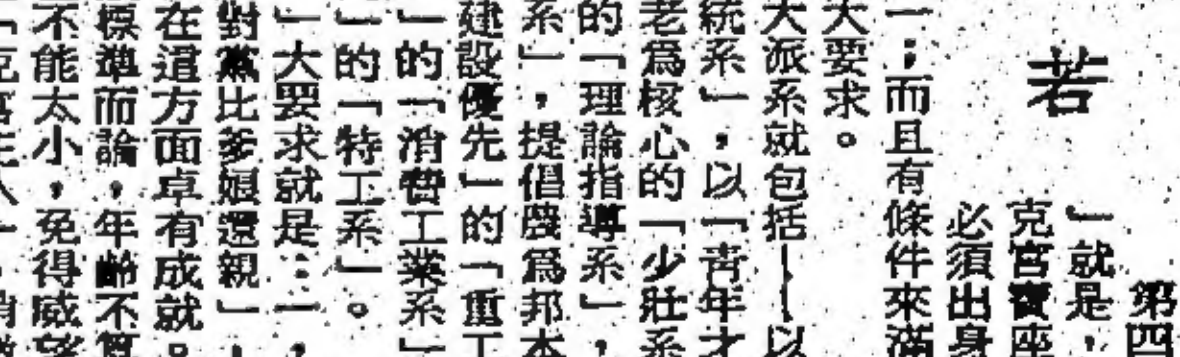 第四
」就是，
克宮寶座
必須出身
若
一；而且有條件來滿
大要求。
大派系就包括——以
統系」，以「青年才
老為核心的「少壯系
的「理論指導系」，
系」，提倡農為邦本
建設優先」的「重工
」的「消費工業系」
」的「特工系」。
」大要求就是：一，
對黨比爹娘還親」
在這方面卓有成就。
標準而論，年齡不算
不能太小，免得威望